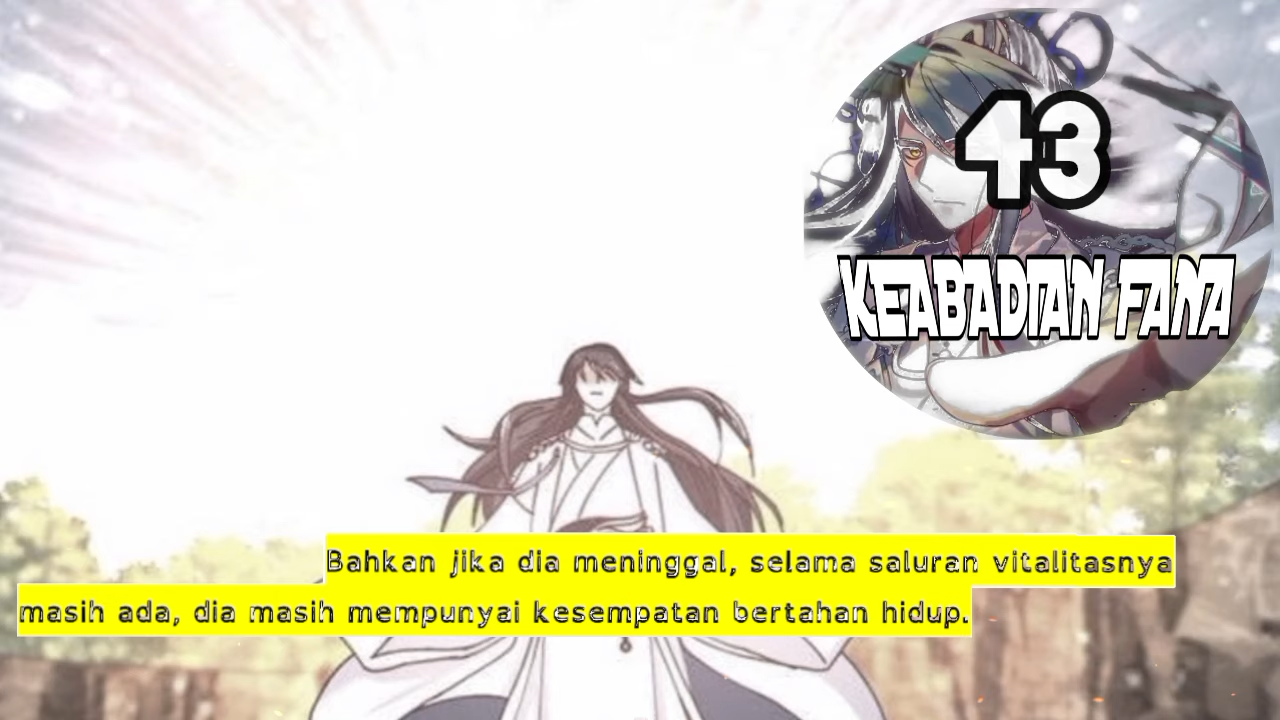 43
KEABADIAN FANA
Bahkan jika dia meninggal, selama saluran vitalitasnya
masih ada, dia masih mempunyai kesempatan bertahan hidup.